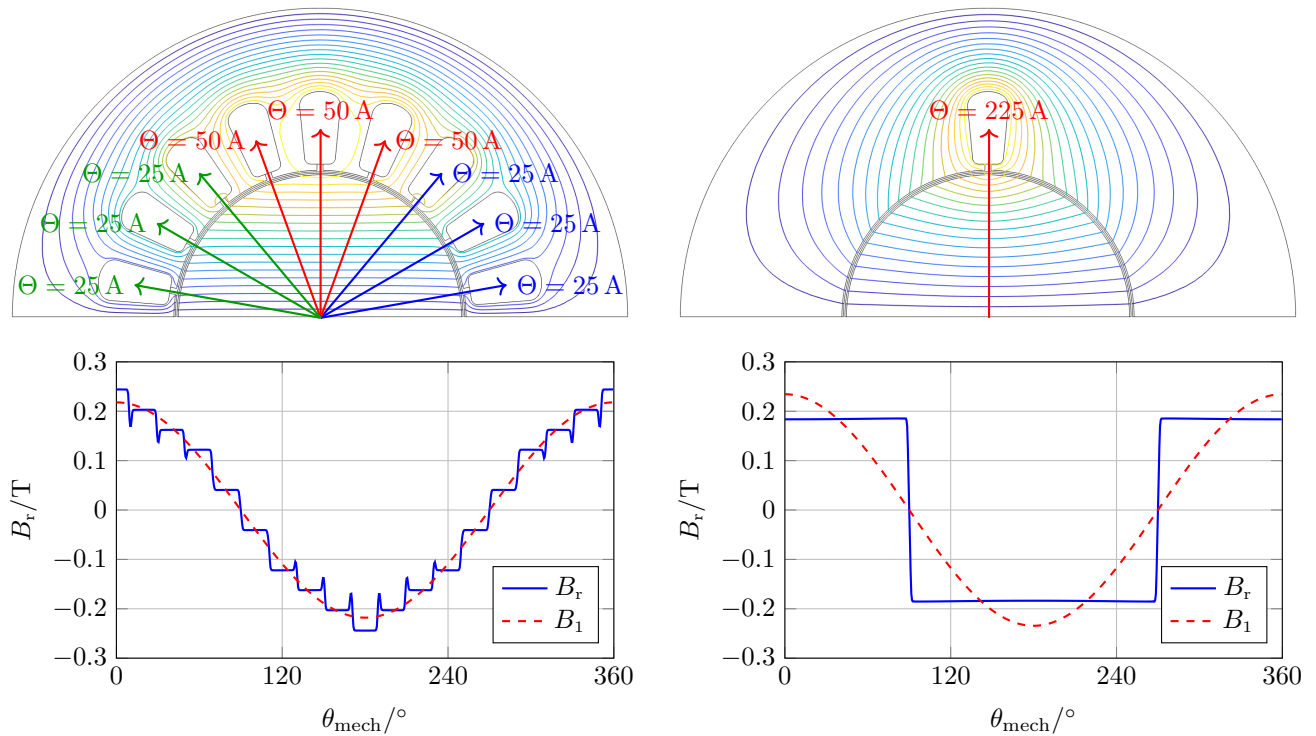 Θ = 50 A
Θ = 50 A
Θ = 50 A
Θ = 25 A
Θ = 25 A
Θ = 25 A
Θ = 25 A
Θ = 25 A
Θ = 25 A
Θ = 225 A
0.3
0.2
0.1
0
−0.1
−0.2
−0.3
0
120
240
360
B_r/T
θ_mech/°
B_r
B_1
0.3
0.2
0.1
0
−0.1
−0.2
−0.3
0
120
240
360
B_r/T
θ_mech/°
B_r
B_1